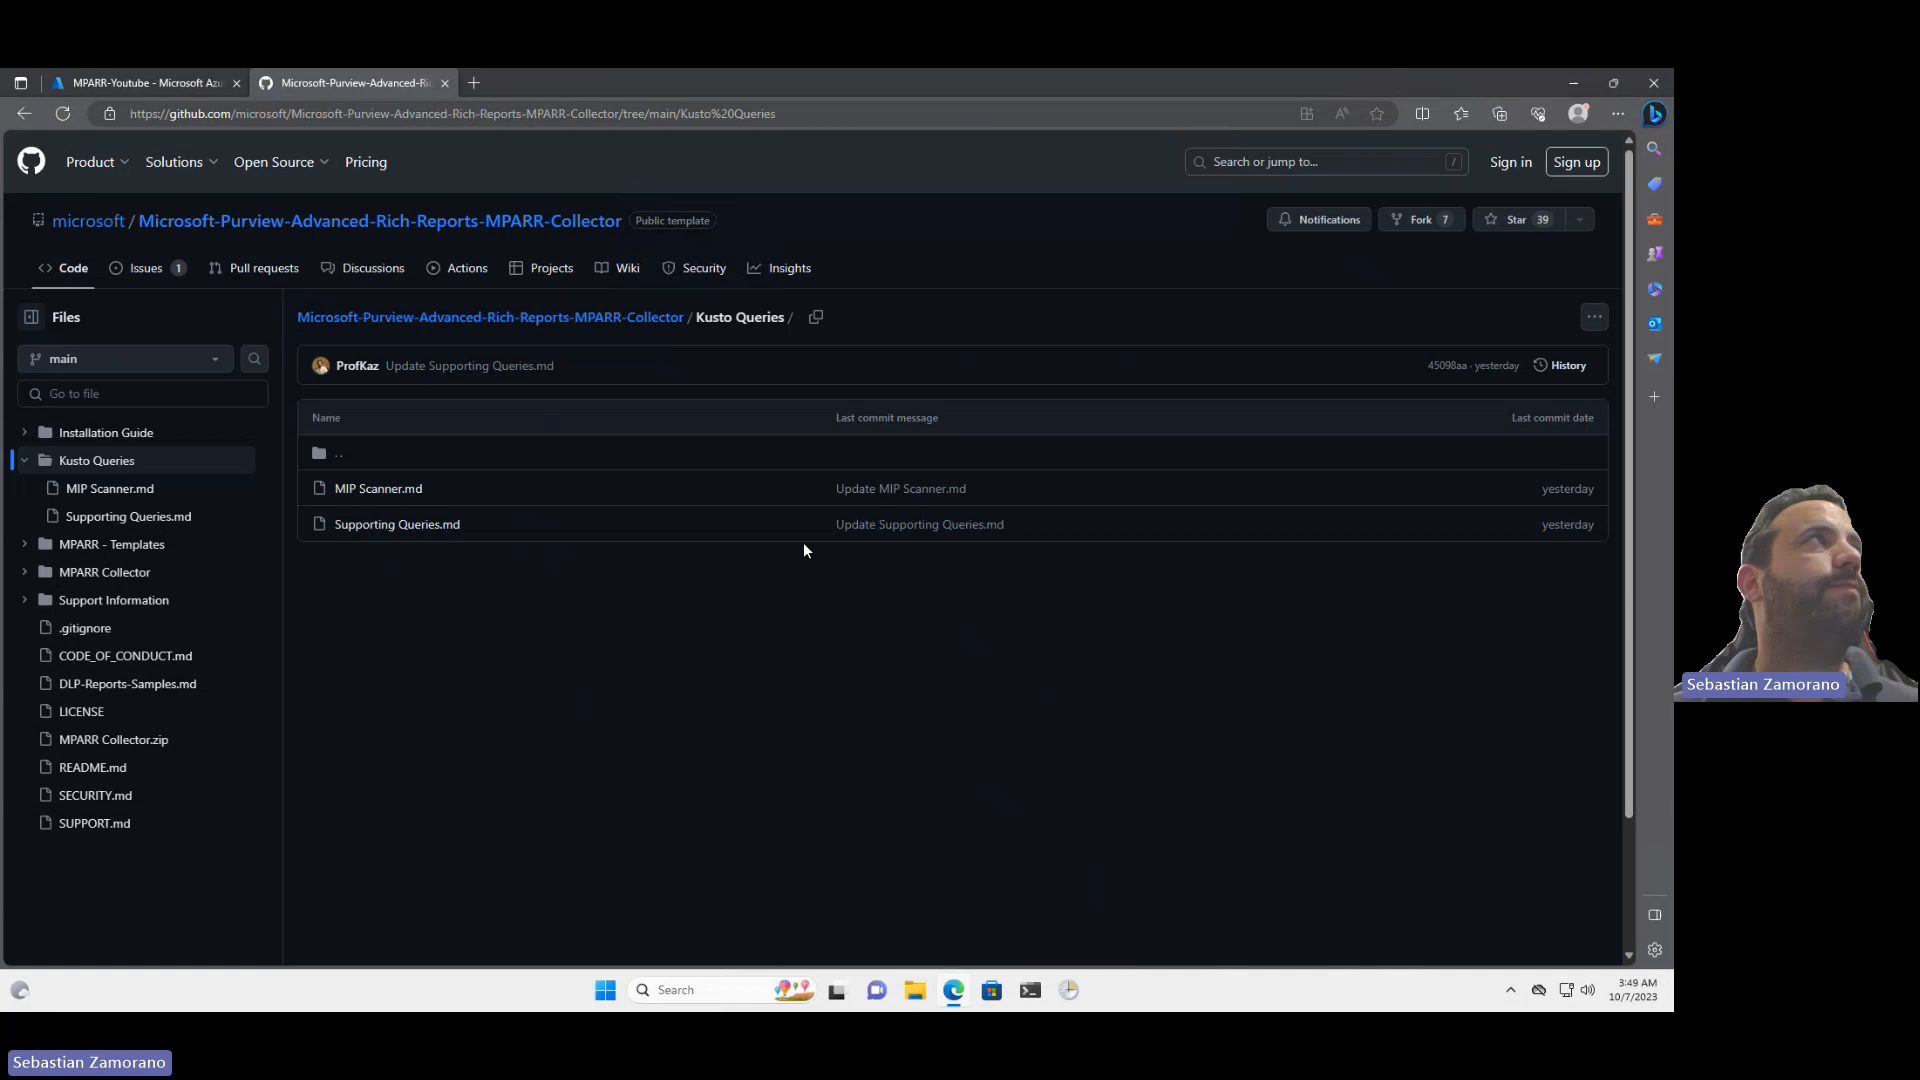 MPARR-Youtube - Microsoft Azu
Microsoft-Purview-Advanced-Ric
https://github.com/microsoft/Microsoft-Purview-Advanced-Rich-Reports-MPARR-Collector/tree/main/Kusto%20Queries
Product
Solutions
Open Source
Pricing
Search or jump to...
/
Sign in
Sign up
microsoft / Microsoft-Purview-Advanced-Rich-Reports-MPARR-Collector
Public template
Notifications
Fork 7
Star 39
Code
Issues 1
Pull requests
Discussions
Actions
Projects
Wiki
Security
Insights
Files
main
Go to file
Installation Guide
Kusto Queries
MIP Scanner.md
Supporting Queries.md
MPARR - Templates
MPARR Collector
Support Information
.gitignore
CODE_OF_CONDUCT.md
DLP-Reports-Samples.md
LICENSE
MPARR Collector.zip
README.md
SECURITY.md
SUPPORT.md
Microsoft-Purview-Advanced-Rich-Reports-MPARR-Collector / Kusto Queries /
ProfKaz Update Supporting Queries.md
45098aa · yesterday
History
Name
Last commit message
Last commit date
..
MIP Scanner.md
Update MIP Scanner.md
yesterday
Supporting Queries.md
Update Supporting Queries.md
yesterday
Sebastian Zamorano
Search
3:49 AM
10/7/2023
Sebastian Zamorano